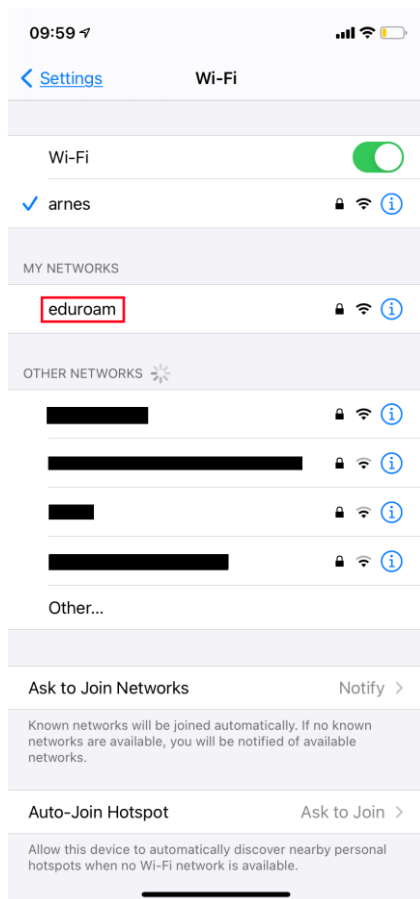 09:59
Settings
Wi-Fi
Wi-Fi
arnes
MY NETWORKS
eduroam
OTHER NETWORKS
Other...
Ask to Join Networks
Notify
Known networks will be joined automatically. If no known
networks are available, you will be notified of available
networks.
Auto-Join Hotspot
Ask to Join
Allow this device to automatically discover nearby personal
hotspots when no Wi-Fi network is available.